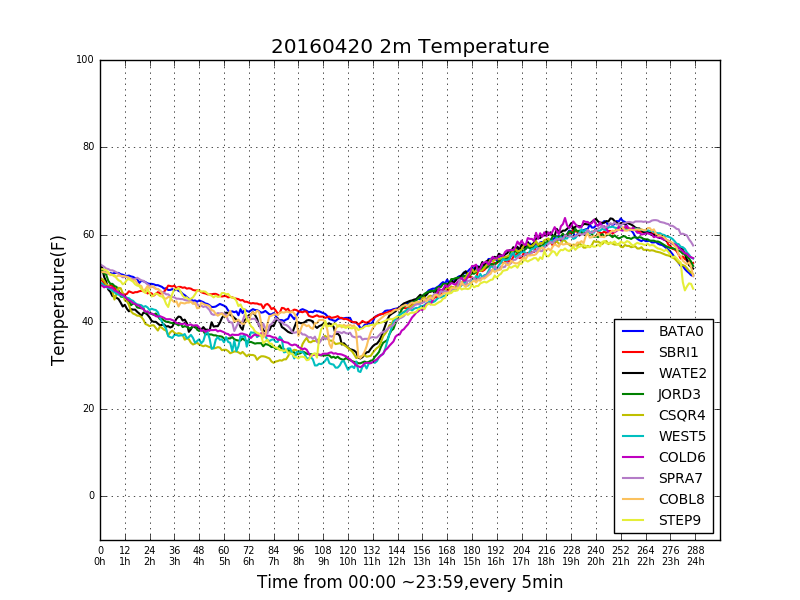 20160420 2m Temperature
100
80
60
40
20
0
Temperature(F)
BATA0
SBRI1
WATE2
JORD3
CSQR4
WEST5
COLD6
SPRA7
COBL8
STEP9
0 12 24 36 48 60 72 84 96 108 120 132 144 156 168 180 192 204 216 228 240 252 264 276 288
0h 1h 2h 3h 4h 5h 6h 7h 8h 9h 10h 11h 12h 13h 14h 15h 16h 17h 18h 19h 20h 21h 22h 23h 24h
Time from 00:00 ~23:59,every 5min